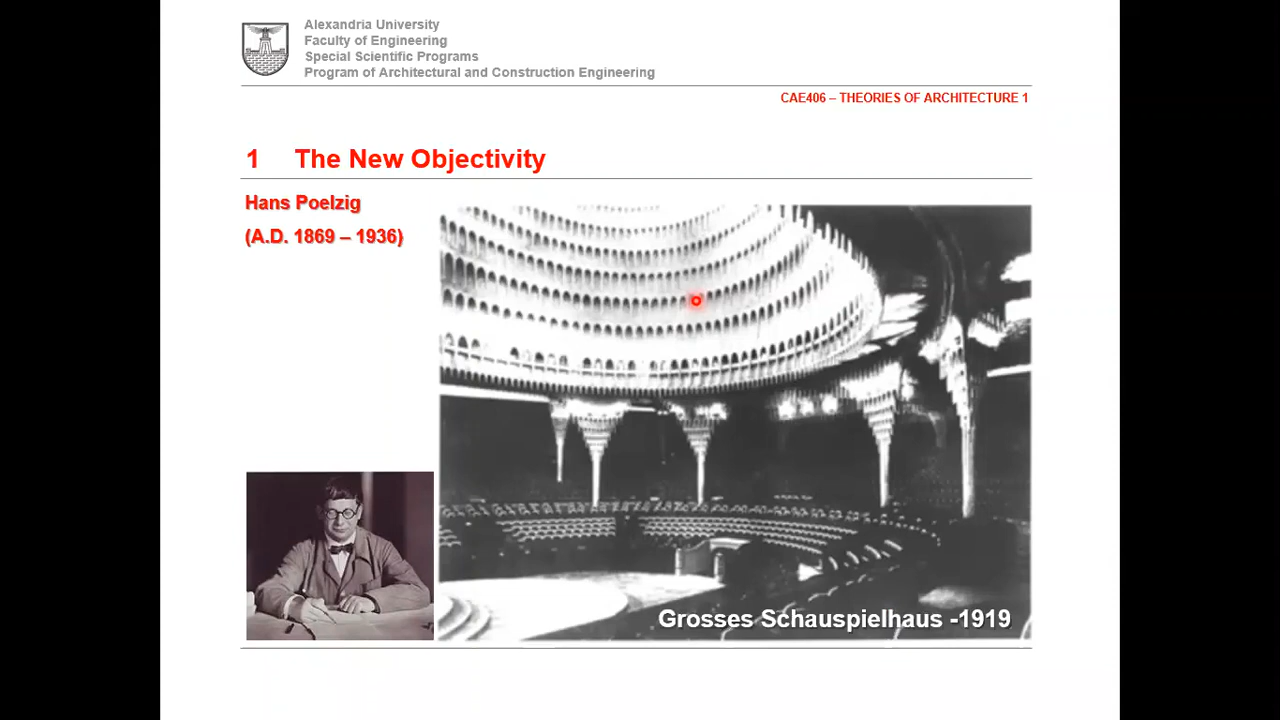 Alexandria University
Faculty of Engineering
Special Scientific Programs
Program of Architectural and Construction Engineering
CAE406 – THEORIES OF ARCHITECTURE 1
1 The New Objectivity
Hans Poelzig
(A.D. 1869 – 1936)
Grosses Schauspielhaus -1919